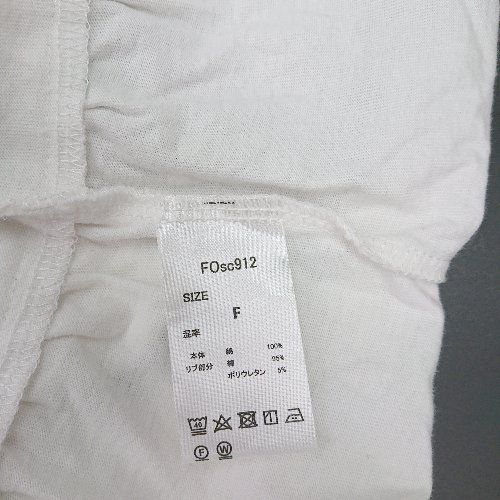 FOsc912
SIZE
F
混率
本体 綿 100%
リブ部分 綿 95%
ポリウレタン 5%
40
F W